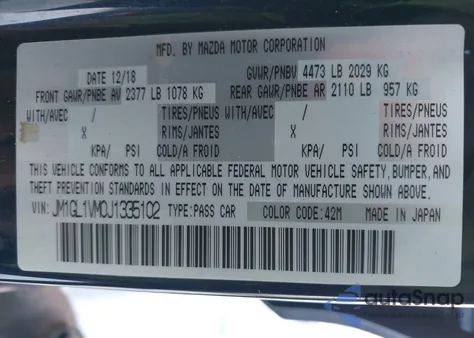 MFD. BY MAZDA MOTOR CORPORATION
DATE 12/18 GVWR/PNBV 4473 LB 2029 KG
FRONT GAWR/PNBE AV 2377 LB 1078 KG REAR GAWR/PNBE AR 2110 LB 957 KG
WITH/AVEC / TIRES/PNEUS WITH/AVEC / TIRES/PNEUS
X RIMS/JANTES X RIMS/JANTES
KPA/ PSI COLD/A FROID KPA/ PSI COLD/A FROID
THIS VEHICLE CONFORMS TO ALL APPLICABLE FEDERAL MOTOR VEHICLE SAFETY, BUMPER, AND
THEFT PREVENTION STANDARDS IN EFFECT ON THE DATE OF MANUFACTURE SHOWN ABOVE.
VIN: JM1GL1VM0J1335102 TYPE:PASS CAR COLOR CODE:42M MADE IN JAPAN
autoSnap